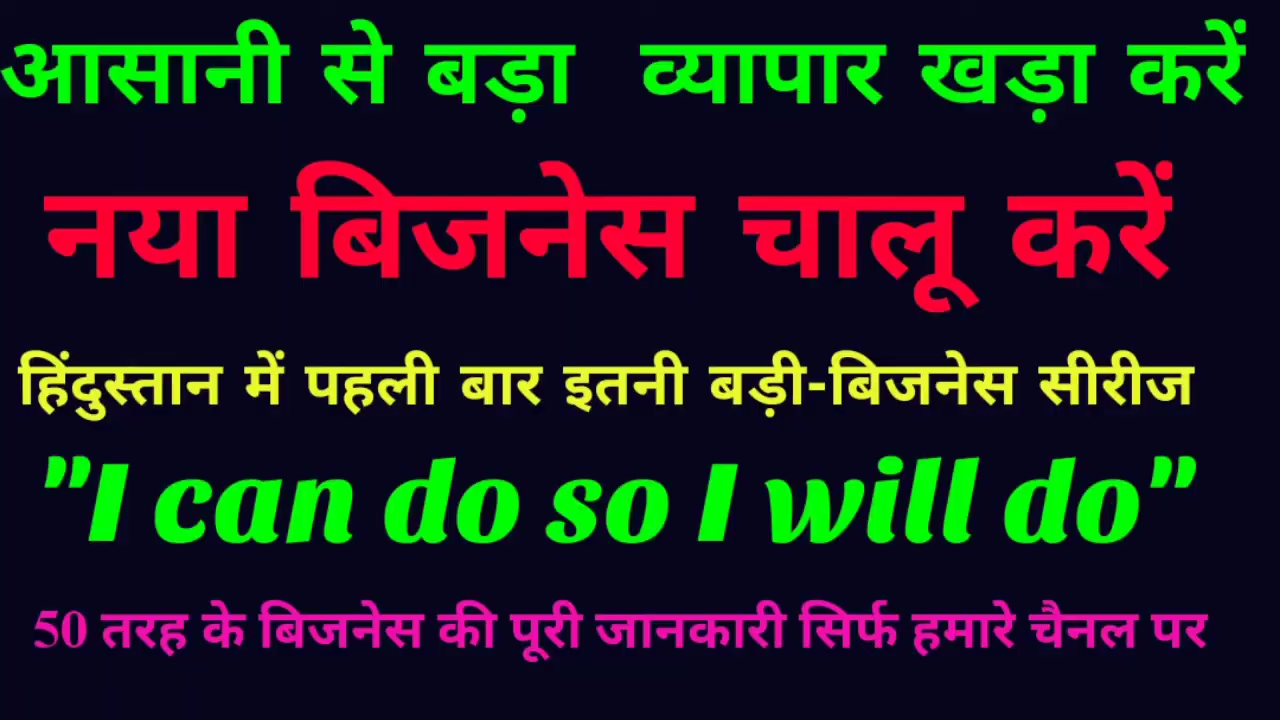 आसानी से बड़ा व्यापार खड़ा करें
नया बिजनेस चालू करें
हिंदुस्तान में पहली बार इतनी बड़ी-बिजनेस सीरीज
"I can do so I will do"
50 तरह के बिजनेस की पूरी जानकारी सिर्फ हमारे चैनल पर